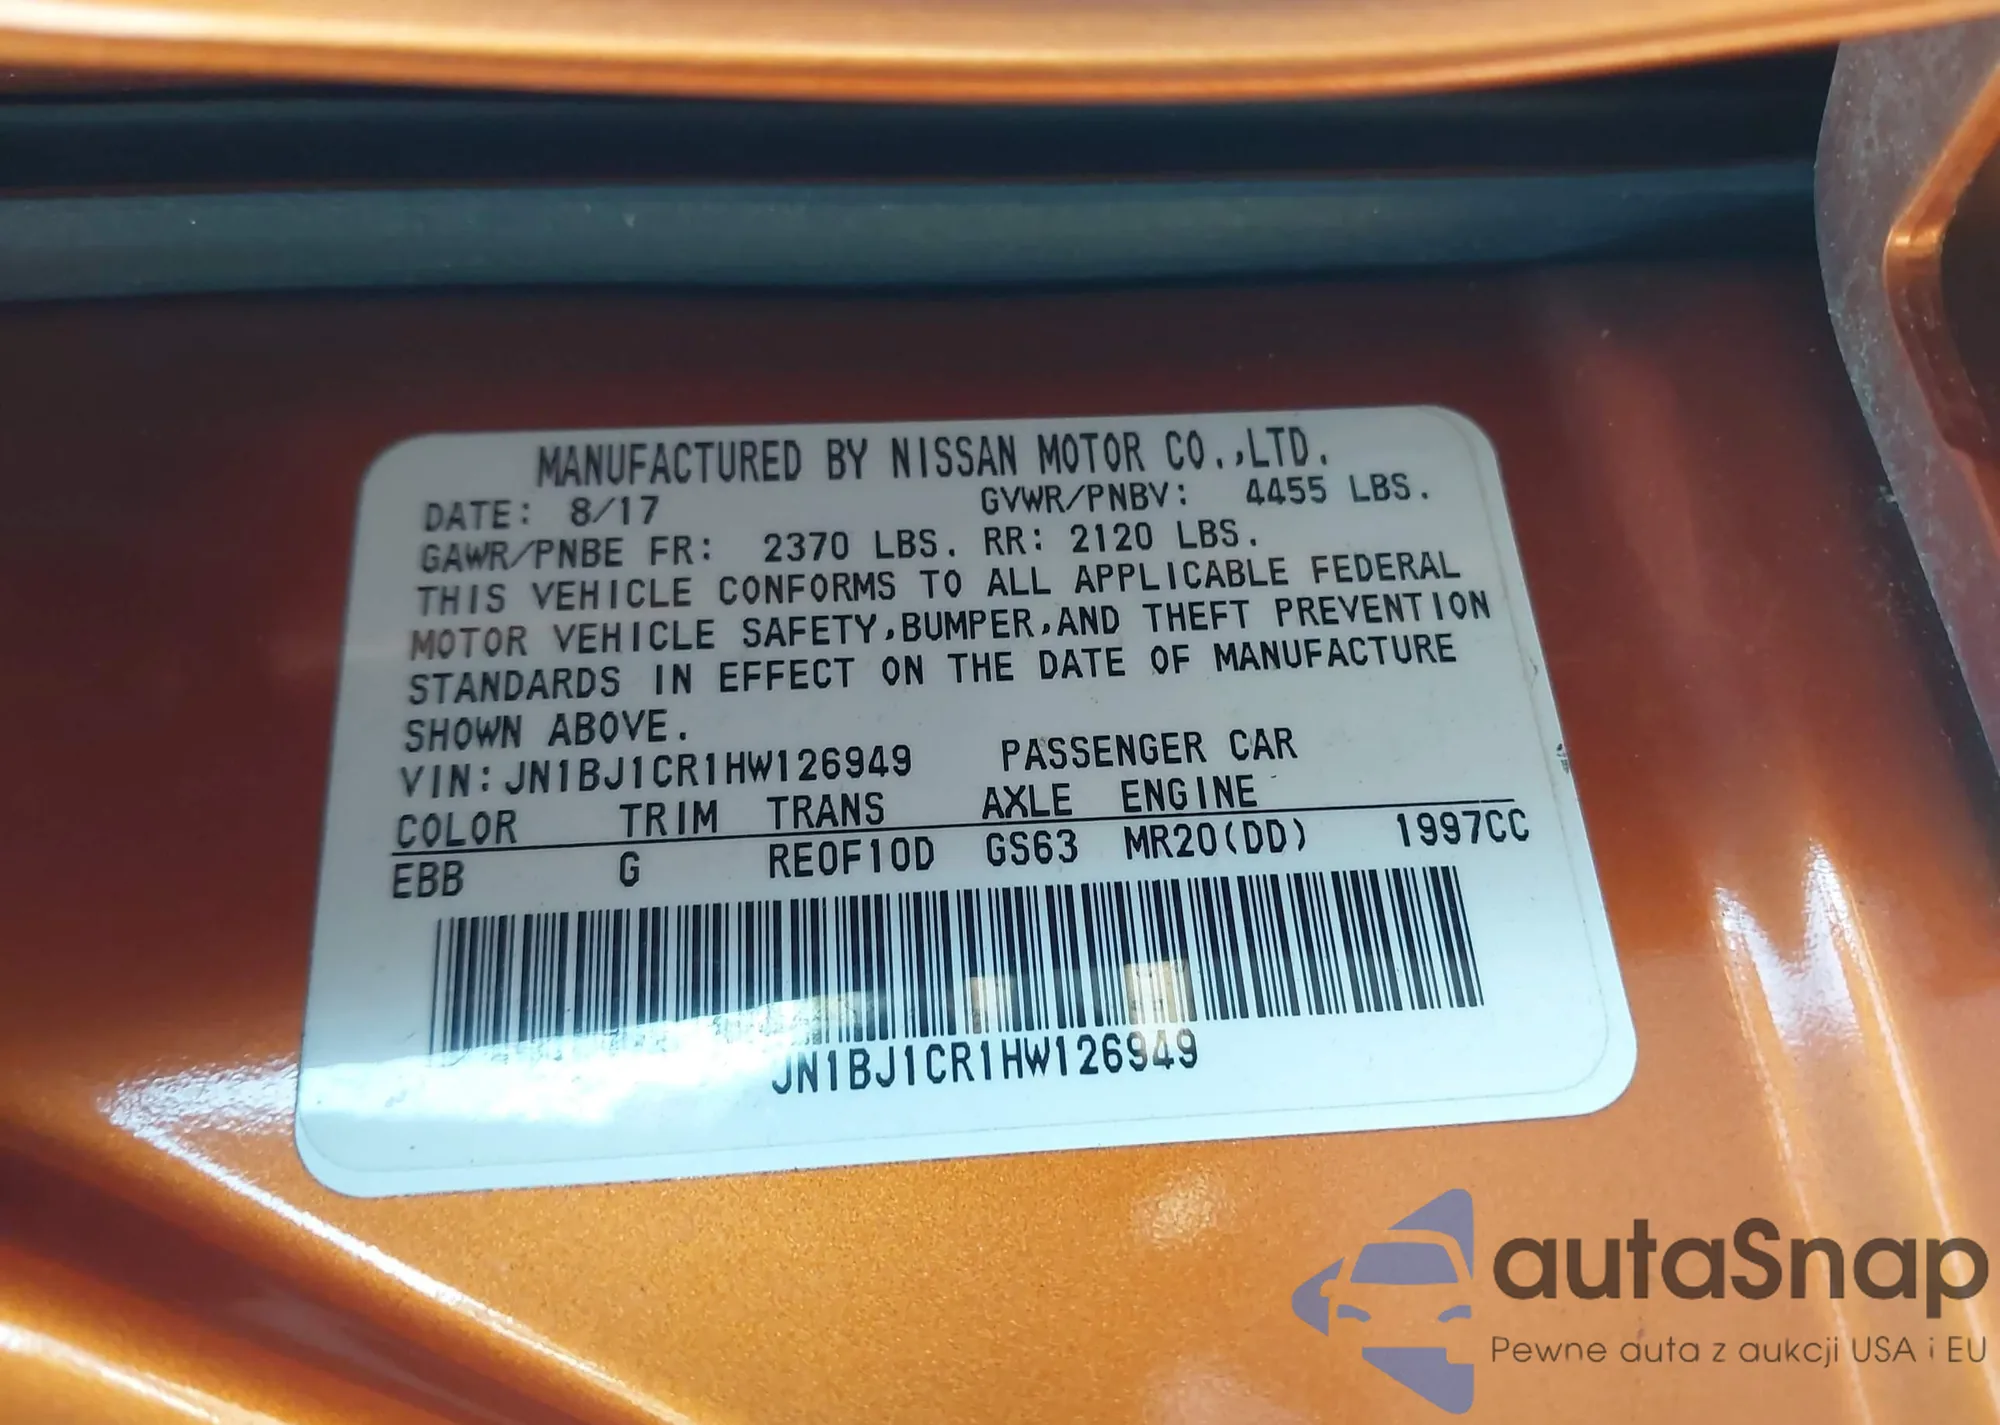 MANUFACTURED BY NISSAN MOTOR CO.,LTD.
DATE: 8/17 GVWR/PNBV: 4455 LBS.
GAWR/PNBE FR: 2370 LBS. RR: 2120 LBS.
THIS VEHICLE CONFORMS TO ALL APPLICABLE FEDERAL
MOTOR VEHICLE SAFETY,BUMPER,AND THEFT PREVENTION
STANDARDS IN EFFECT ON THE DATE OF MANUFACTURE
SHOWN ABOVE.
VIN:JN1BJ1CR1HW126949 PASSENGER CAR
COLOR TRIM TRANS AXLE ENGINE
EBB G RE0F10D GS63 MR20(DD) 1997CC
JN1BJ1CR1HW126949
autaSnap
Pewne auta z aukcji USA i EU